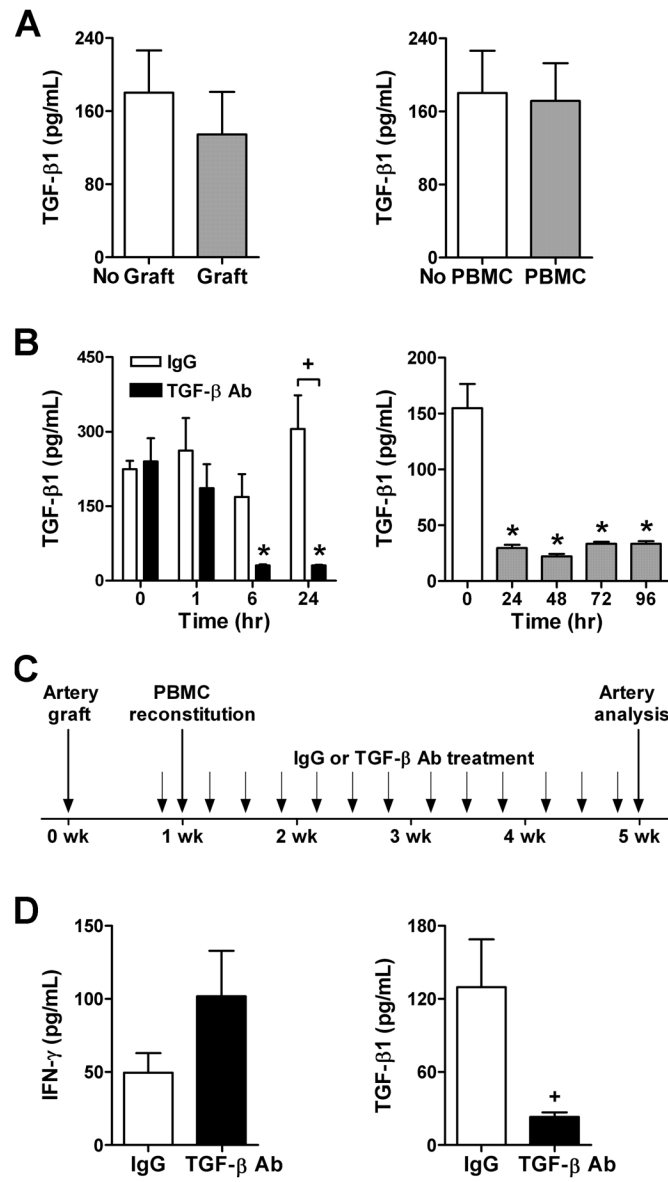 A
TGF-β1 (pg/mL)
240
160
80
0
No Graft
Graft
TGF-β1 (pg/mL)
240
160
80
0
No PBMC
PBMC
B
TGF-β1 (pg/mL)
450
300
150
0
IgG
TGF-β Ab
+
*
*
0
1
6
24
Time (hr)
TGF-β1 (pg/mL)
200
150
100
50
0
*
*
*
*
0
24
48
72
96
Time (hr)
C
Artery
graft
PBMC
reconstitution
Artery
analysis
IgG or TGF-β Ab treatment
0 wk
1 wk
2 wk
3 wk
4 wk
5 wk
D
IFN-γ (pg/mL)
150
100
50
0
IgG
TGF-β Ab
TGF-β1 (pg/mL)
180
120
60
0
+
IgG
TGF-β Ab